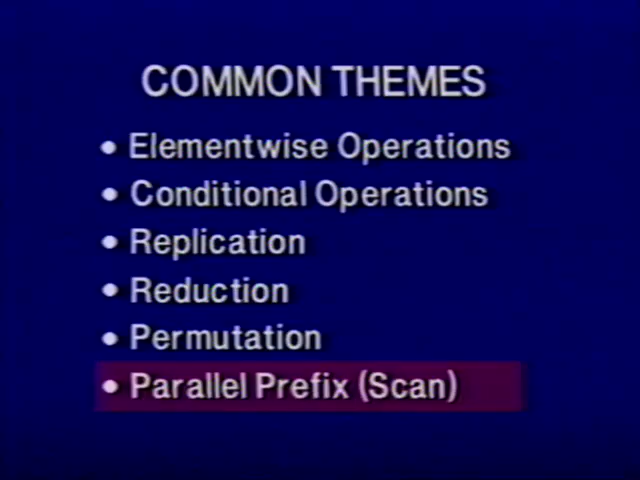 COMMON THEMES
• Elementwise Operations
• Conditional Operations
• Replication
• Reduction
• Permutation
• Parallel Prefix (Scan)